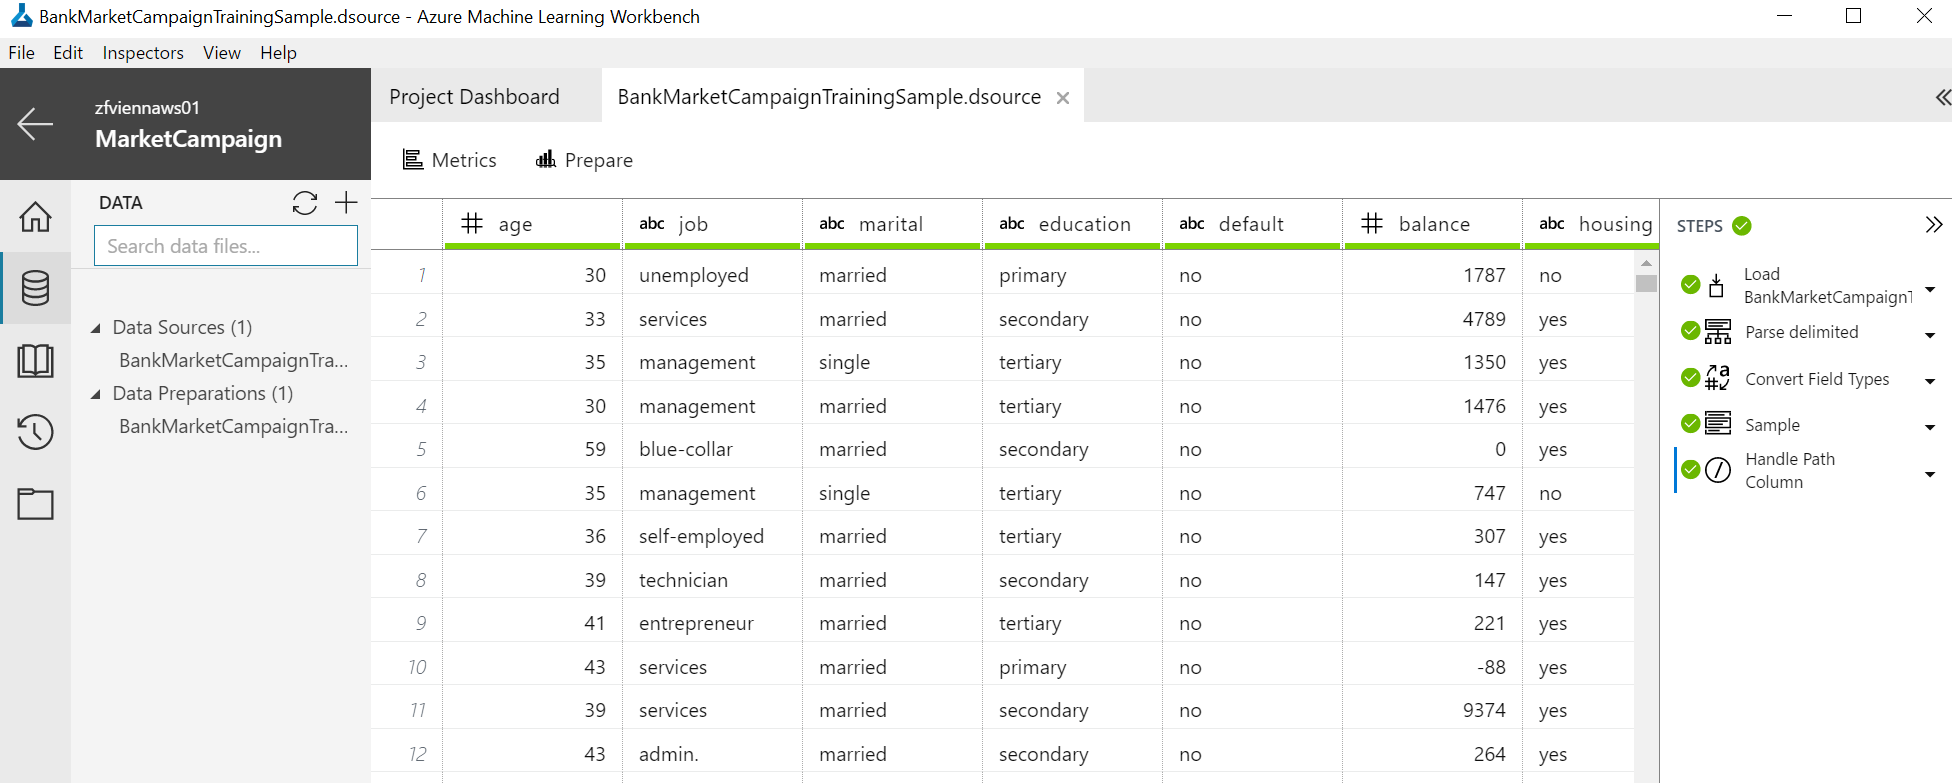 BankMarketCampaignTrainingSample.dsource - Azure Machine Learning Workbench
File Edit Inspectors View Help
zfviennaws01
MarketCampaign
Project Dashboard BankMarketCampaignTrainingSample.dsource
Metrics Prepare
DATA
Search data files...
Data Sources (1)
BankMarketCampaignTra...
Data Preparations (1)
BankMarketCampaignTra...
# age abc job abc marital abc education abc default # balance abc housing
1 30 unemployed married primary no 1787 no
2 33 services married secondary no 4789 yes
3 35 management single tertiary no 1350 yes
4 30 management married tertiary no 1476 yes
5 59 blue-collar married secondary no 0 yes
6 35 management single tertiary no 747 no
7 36 self-employed married tertiary no 307 yes
8 39 technician married secondary no 147 yes
9 41 entrepreneur married tertiary no 221 yes
10 43 services married primary no -88 yes
11 39 services married secondary no 9374 yes
12 43 admin. married secondary no 264 yes
STEPS
Load
BankMarketCampaignT
Parse delimited
Convert Field Types
Sample
Handle Path
Column